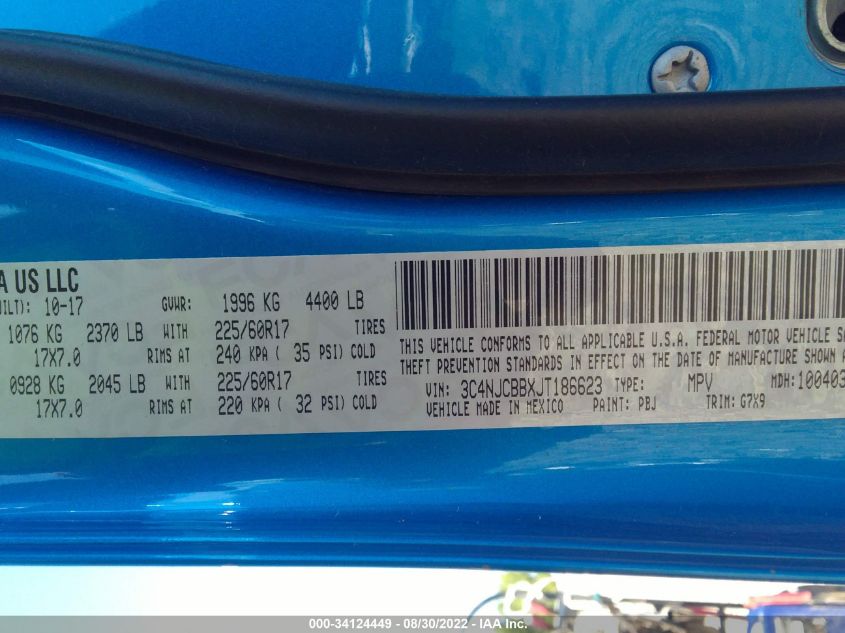 A US LLC
UILT): 10-17 GVWR: 1996 KG 4400 LB
1076 KG 2370 LB WITH 225/60R17 TIRES
17X7.0 RIMS AT 240 KPA ( 35 PSI) COLD
0928 KG 2045 LB WITH 225/60R17 TIRES
17X7.0 RIMS AT 220 KPA ( 32 PSI) COLD
THIS VEHICLE CONFORMS TO ALL APPLICABLE U.S.A. FEDERAL MOTOR VEHICLE SA
THEFT PREVENTION STANDARDS IN EFFECT ON THE DATE OF MANUFACTURE SHOWN A
VIN: 3C4NJCBBXJT186623 TYPE: MPV MDH: 100403
VEHICLE MADE IN MEXICO PAINT: PBJ TRIM: G7X9
000-34124449 - 08/30/2022 - IAA, Inc.